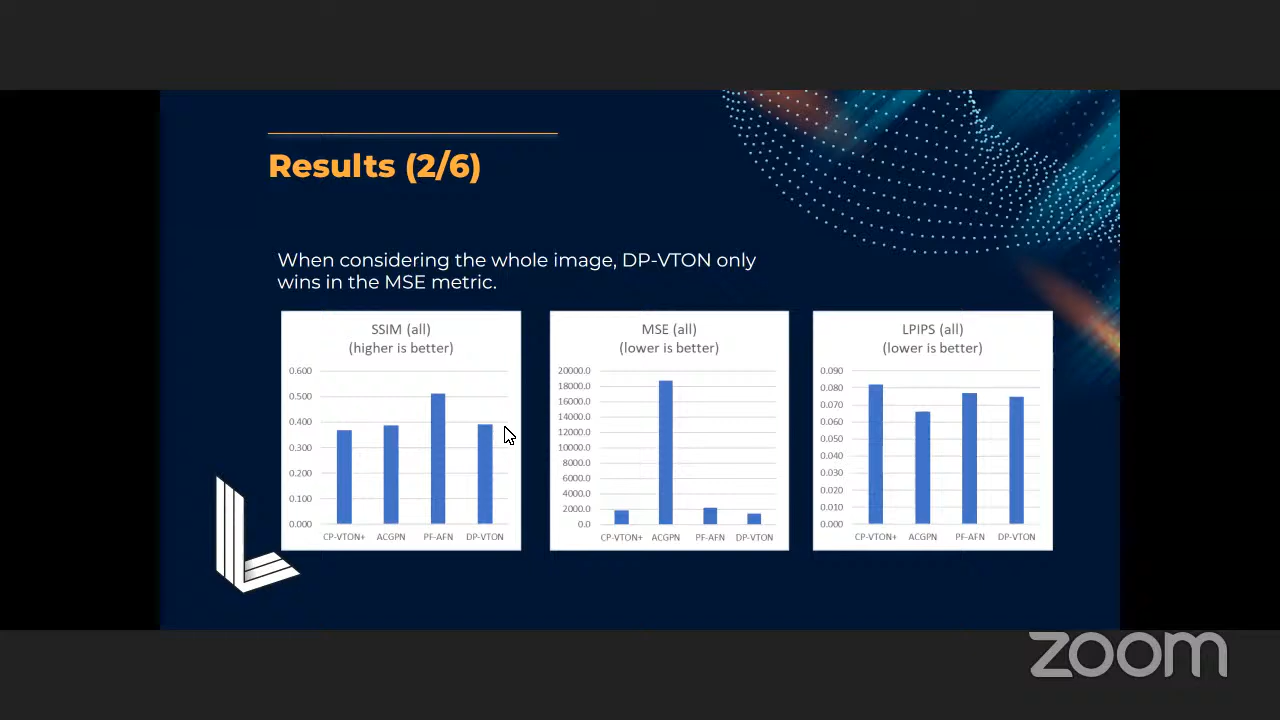 Results (2/6)
When considering the whole image, DP-VTON only
wins in the MSE metric.
SSIM (all)
(higher is better)
0.600
0.500
0.400
0.300
0.200
0.100
0.000
CP-VTON+ ACGPN PF-AFN DP-VTON
MSE (all)
(lower is better)
20000.0
18000.0
16000.0
14000.0
12000.0
10000.0
8000.0
6000.0
4000.0
2000.0
0.0
CP-VTON+ ACGPN PF-AFN DP-VTON
LPIPS (all)
(lower is better)
0.090
0.080
0.070
0.060
0.050
0.040
0.030
0.020
0.010
0.000
CP-VTON+ ACGPN PF-AFN DP-VTON
zoom